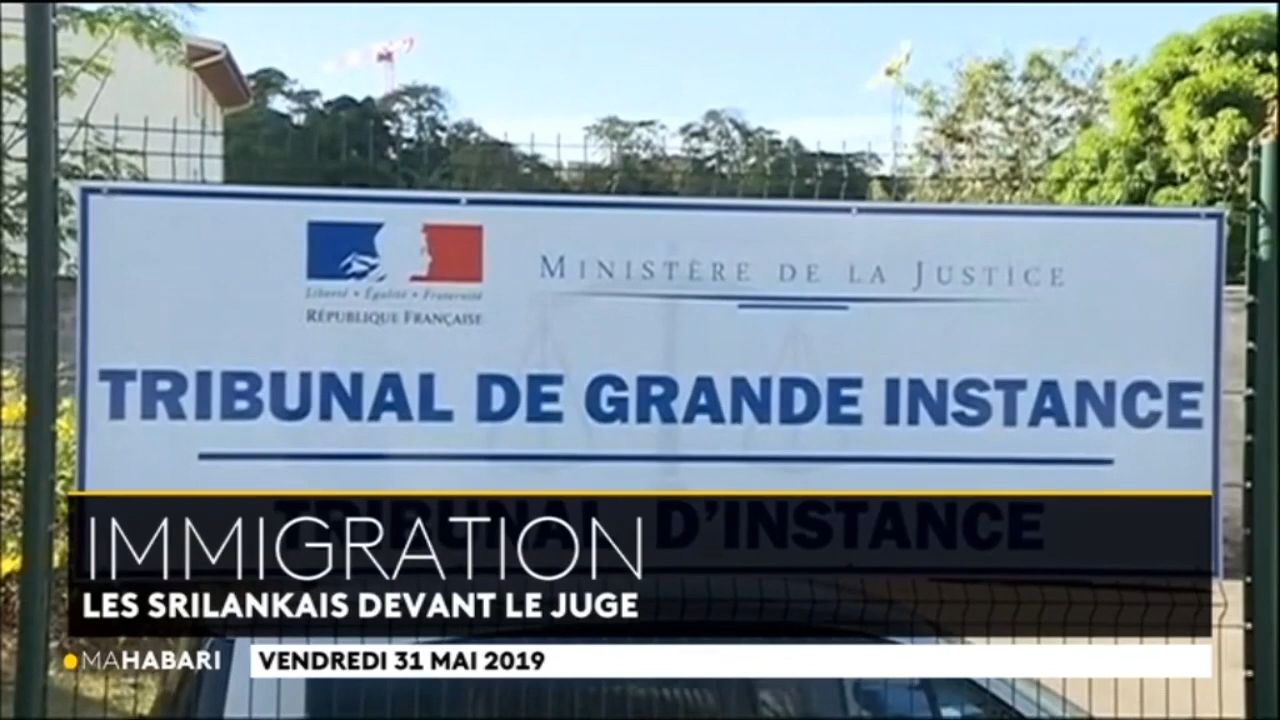 MINISTÈRE DE LA JUSTICE
Liberté • Égalité • Fraternité
RÉPUBLIQUE FRANÇAISE
TRIBUNAL DE GRANDE INSTANCE
TRIBUNAL D'INSTANCE
IMMIGRATION
LES SRILANKAIS DEVANT LE JUGE
MAHABARI
VENDREDI 31 MAI 2019